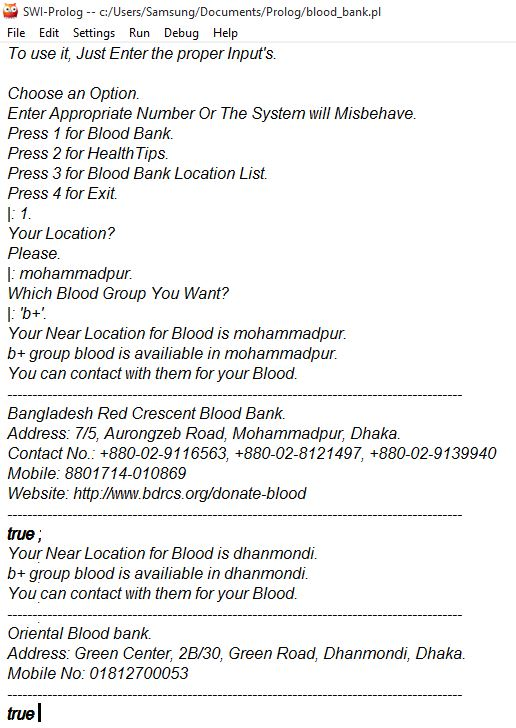 SWI-Prolog -- c:/Users/Samsung/Documents/Prolog/blood_bank.pl
File Edit Settings Run Debug Help
To use it, Just Enter the proper Input's.
Choose an Option.
Enter Appropriate Number Or The System will Misbehave.
Press 1 for Blood Bank.
Press 2 for HealthTips.
Press 3 for Blood Bank Location List.
Press 4 for Exit.
|: 1.
Your Location?
Please.
|: mohammadpur.
Which Blood Group You Want?
|: 'b+'.
Your Near Location for Blood is mohammadpur.
b+ group blood is availiable in mohammadpur.
You can contact with them for your Blood.
-------------------------------------------------------------------------------------------
Bangladesh Red Crescent Blood Bank.
Address: 7/5, Aurongzeb Road, Mohammadpur, Dhaka.
Contact No.: +880-02-9116563, +880-02-8121497, +880-02-9139940
Mobile: 8801714-010869
Website: http://www.bdrcs.org/donate-blood
-------------------------------------------------------------------------------------------
true ;
Your Near Location for Blood is dhanmondi.
b+ group blood is availiable in dhanmondi.
You can contact with them for your Blood.
-------------------------------------------------------------------------------------------
Oriental Blood bank.
Address: Green Center, 2B/30, Green Road, Dhanmondi, Dhaka.
Mobile No: 01812700053
-------------------------------------------------------------------------------------------
true